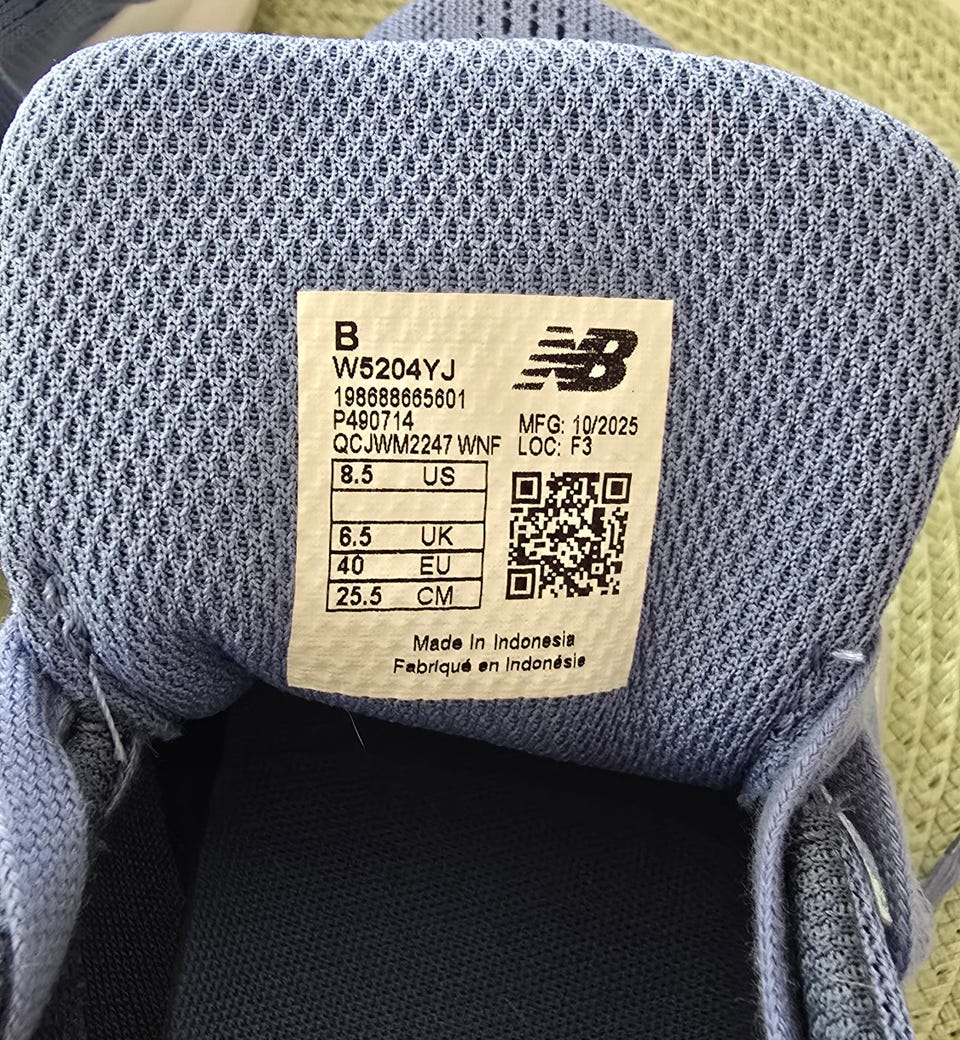 B
W5204YJ
198688665601
P490714
QCJWM2247 WNF
NB
MFG: 10/2025
LOC: F3
8.5 US
6.5 UK
40 EU
25.5 CM
Made In Indonesia
Fabriqué en Indonésie